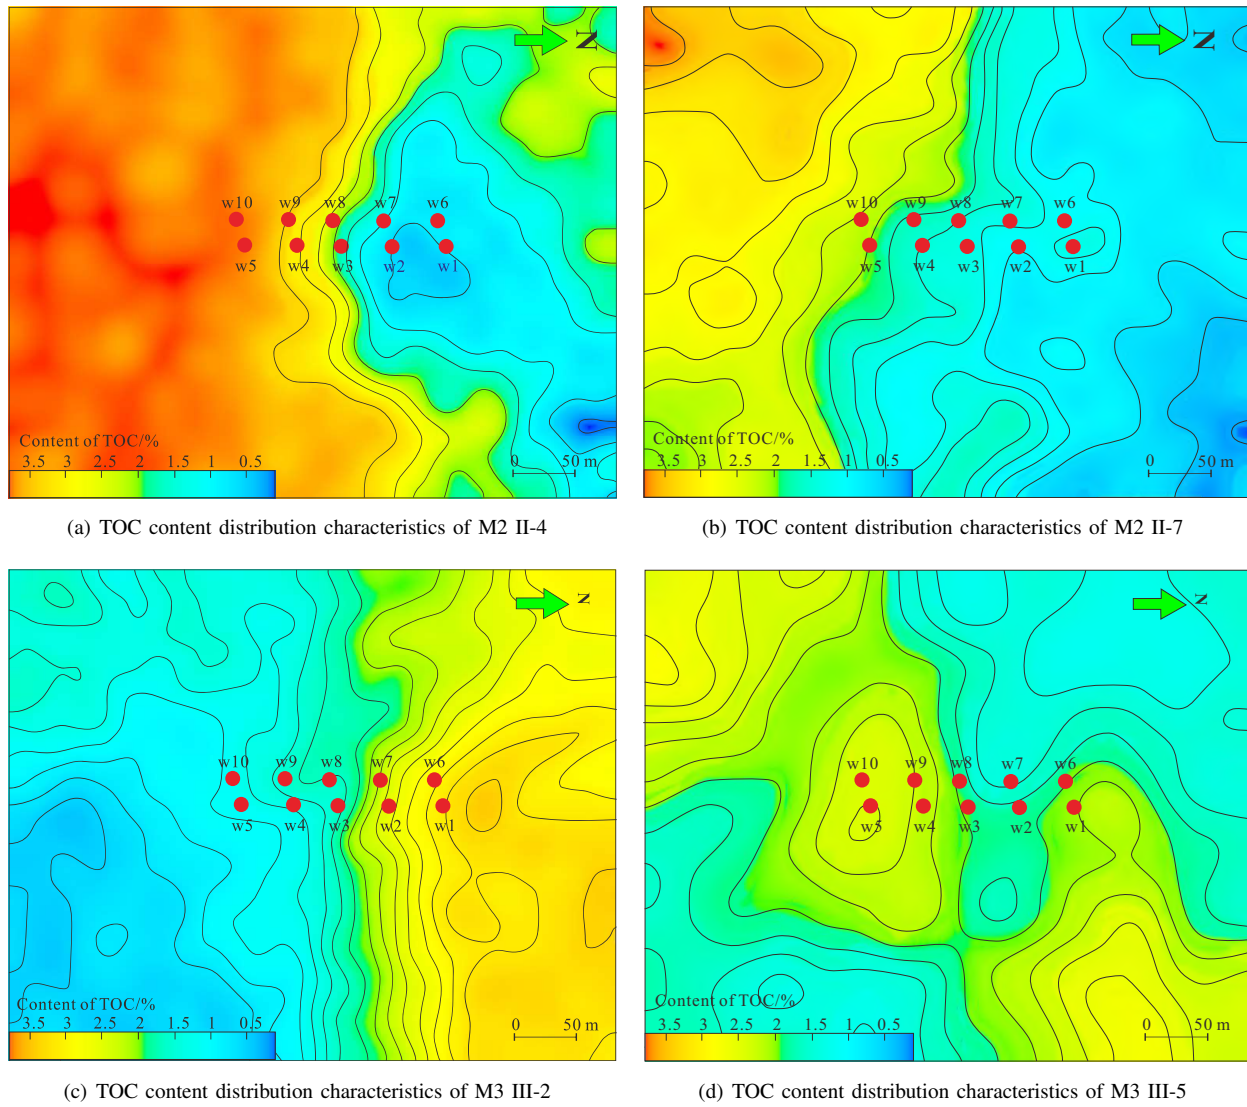 N
w10 w9 w8 w7 w6
w5 w4 w3 w2 w1
Content of TOC/%
3.5 3 2.5 2 1.5 1 0.5
0 50 m
(a) TOC content distribution characteristics of M2 II-4
N
w10 w9 w8 w7 w6
w5 w4 w3 w2 w1
Content of TOC/%
3.5 3 2.5 2 1.5 1 0.5
0 50 m
(b) TOC content distribution characteristics of M2 II-7
N
w10 w9 w8 w7 w6
w5 w4 w3 w2 w1
Content of TOC/%
3.5 3 2.5 2 1.5 1 0.5
0 50 m
(c) TOC content distribution characteristics of M3 III-2
N
w10 w9 w8 w7 w6
w5 w4 w3 w2 w1
Content of TOC/%
3.5 3 2.5 2 1.5 1 0.5
0 50 m
(d) TOC content distribution characteristics of M3 III-5